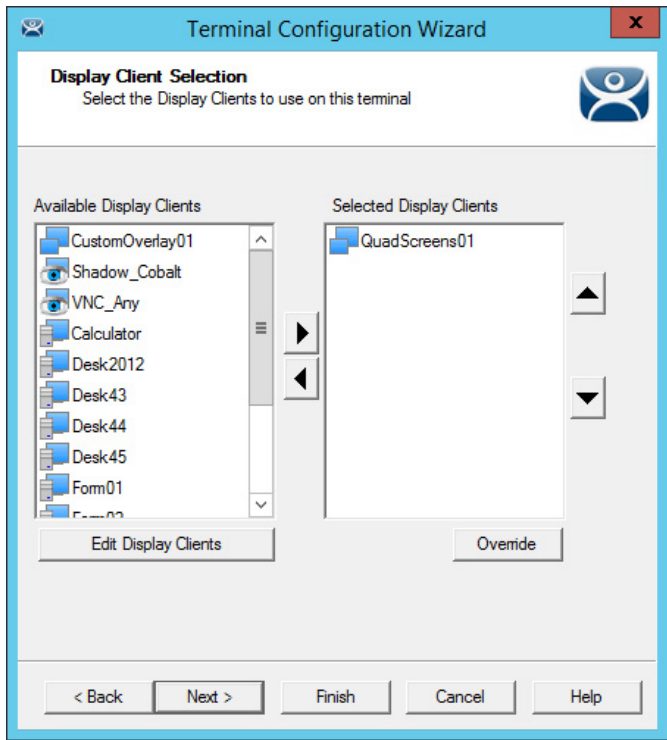 Terminal Configuration Wizard
x
Display Client Selection
Select the Display Clients to use on this terminal
Available Display Clients
Selected Display Clients
CustomOverlay01
Shadow_Cobalt
VNC_Any
Calculator
Desk2012
Desk43
Desk44
Desk45
Form01
QuadScreens01
Edit Display Clients
Override
< Back
Next >
Finish
Cancel
Help